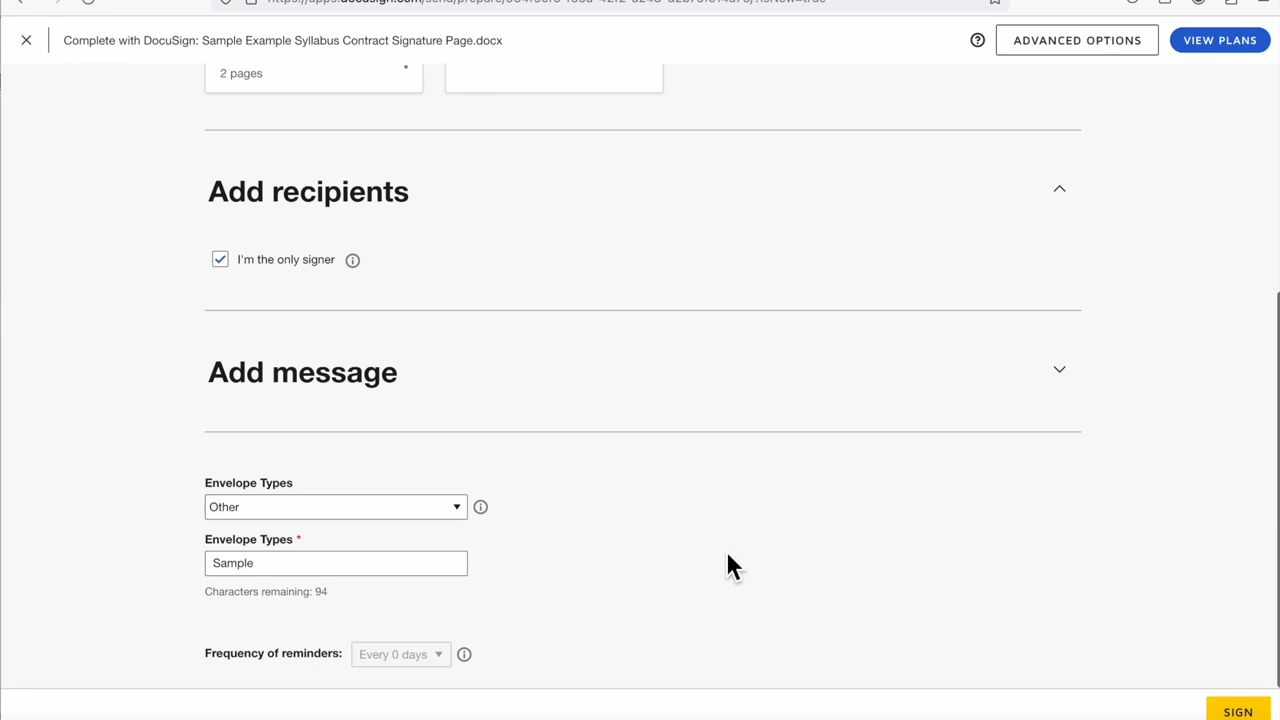 Complete with DocuSign: Sample Example Syllabus Contract Signature Page.docx
ADVANCED OPTIONS
VIEW PLANS
2 pages
Add recipients
I'm the only signer
Add message
Envelope Types
Other
Envelope Types *
Sample
Characters remaining: 94
Frequency of reminders: Every 0 days
SIGN